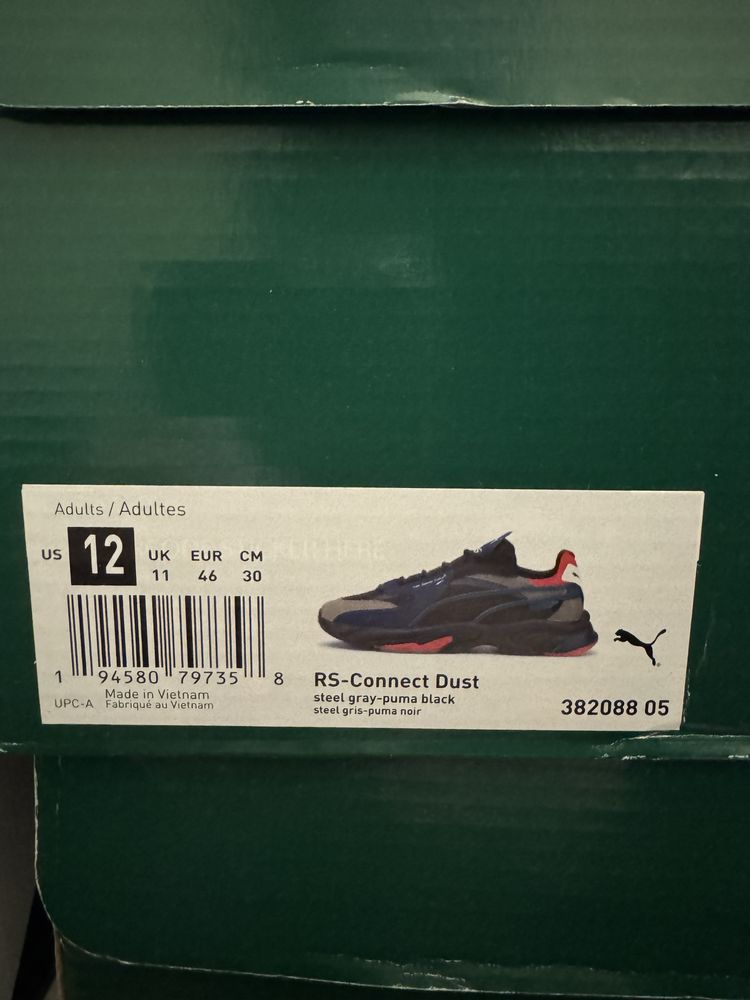 Adults / Adultes
US 12 UK EUR CM
11 46 30
1 94580 79735 8
UPC-A Made in Vietnam
Fabriqué au Vietnam
RS-Connect Dust
steel gray-puma black
steel gris-puma noir
382088 05